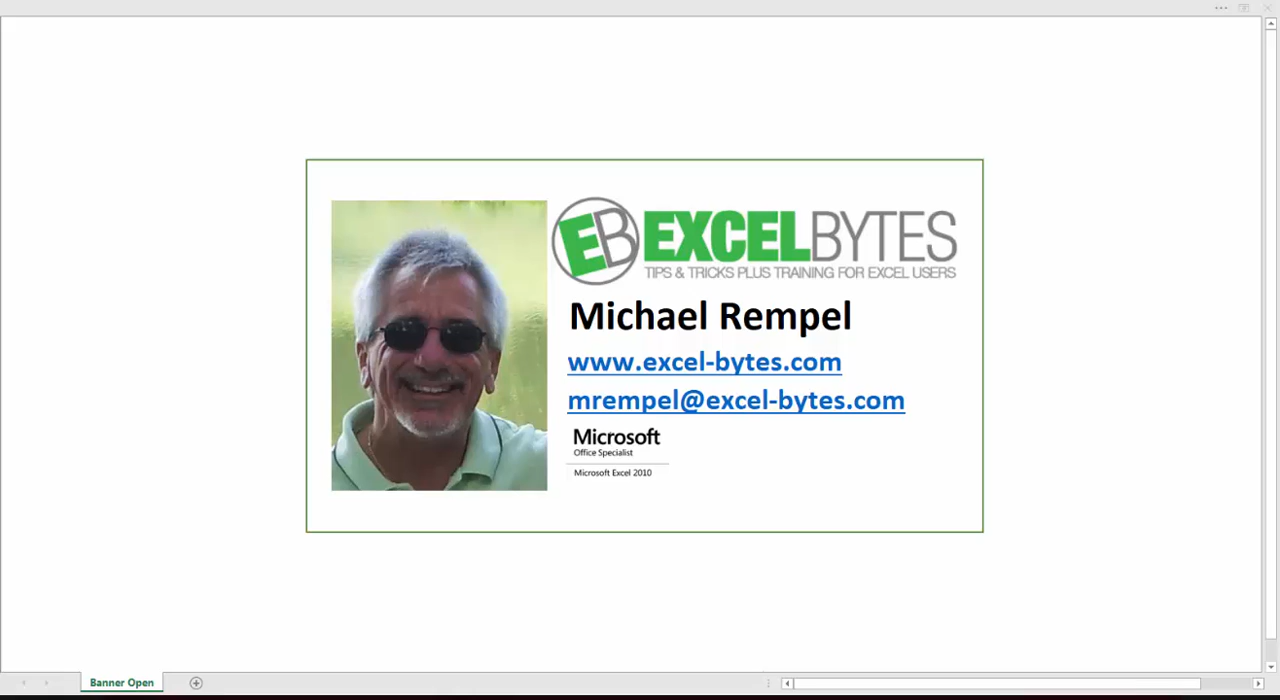 EB EXCELBYTES
TIPS & TRICKS PLUS TRAINING FOR EXCEL USERS
Michael Rempel
www.excel-bytes.com
mrempel@excel-bytes.com
Microsoft
Office Specialist
Microsoft Excel 2010
Banner Open